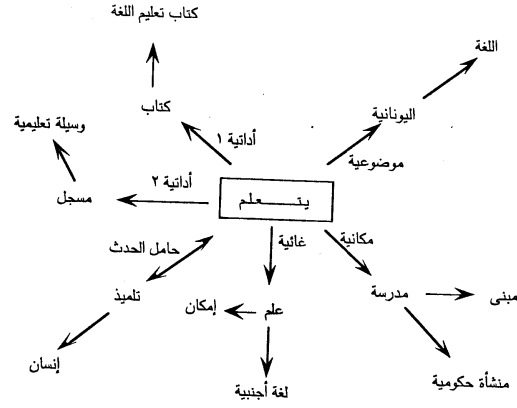 كتاب تعليم اللغة
اللغة
كتاب
اليونانية
وسيلة تعليمية
أداتية ١
موضوعية
أداتية ٢
مسجل
يتعلم
حامل الحدث
غائية
مكانية
تلميذ
إمكان
علم
مدرسة
مبنى
إنسان
لغة أجنبية
منشأة حكومية